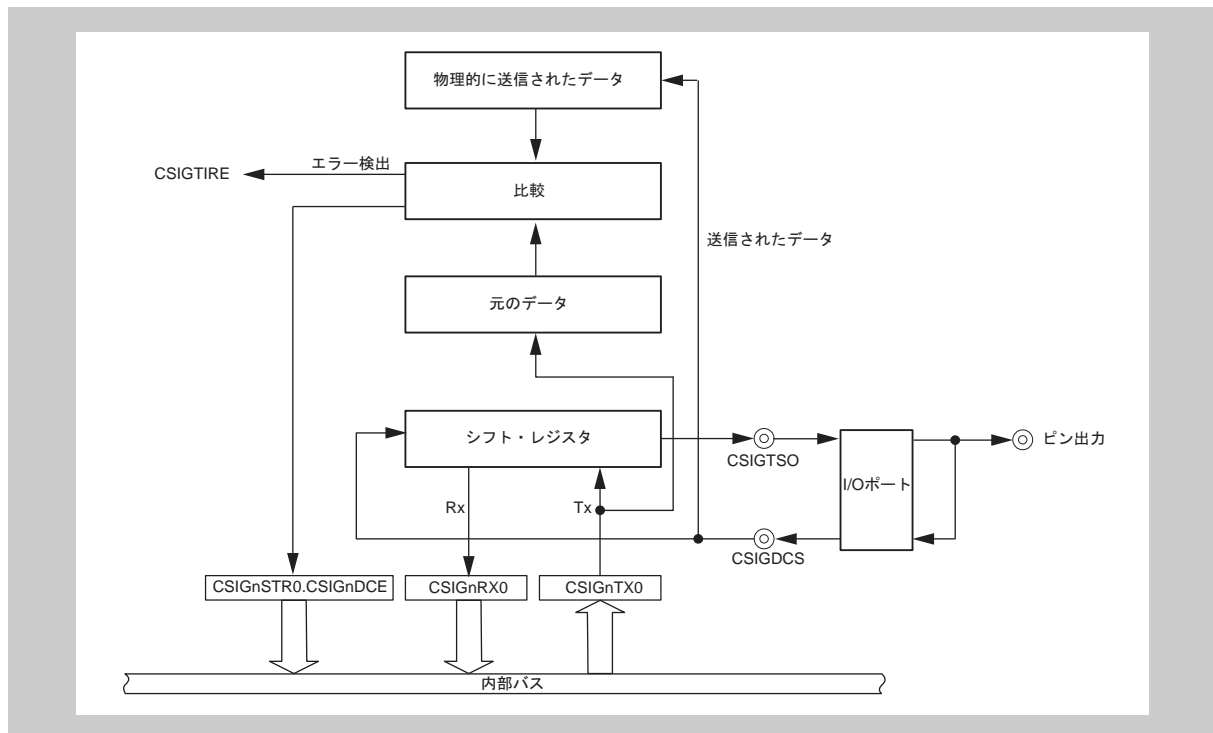 物理的に送信されたデータ
CSIGTIRE
エラー検出
比較
送信されたデータ
元のデータ
シフト・レジスタ
CSIGTSO
I/Oポート
ピン出力
Rx
Tx
CSIGDCS
CSIGnSTR0.CSIGnDCE
CSIGnRX0
CSIGnTX0
内部バス